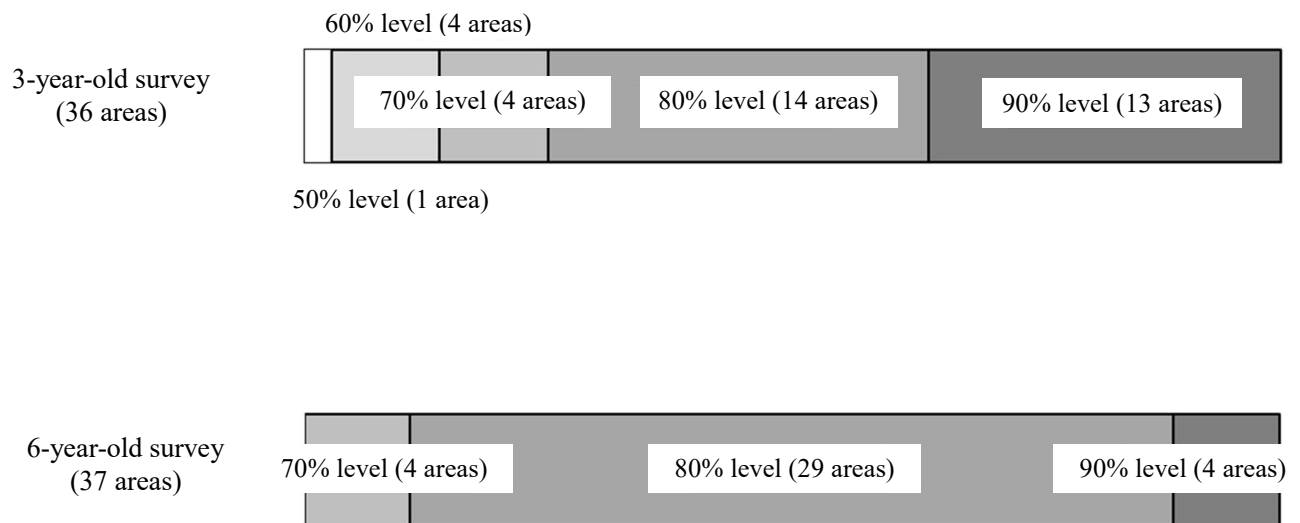 60% level (4 areas)
3-year-old survey
(36 areas)
70% level (4 areas)
80% level (14 areas)
90% level (13 areas)
50% level (1 area)
6-year-old survey
(37 areas)
70% level (4 areas)
80% level (29 areas)
90% level (4 areas)